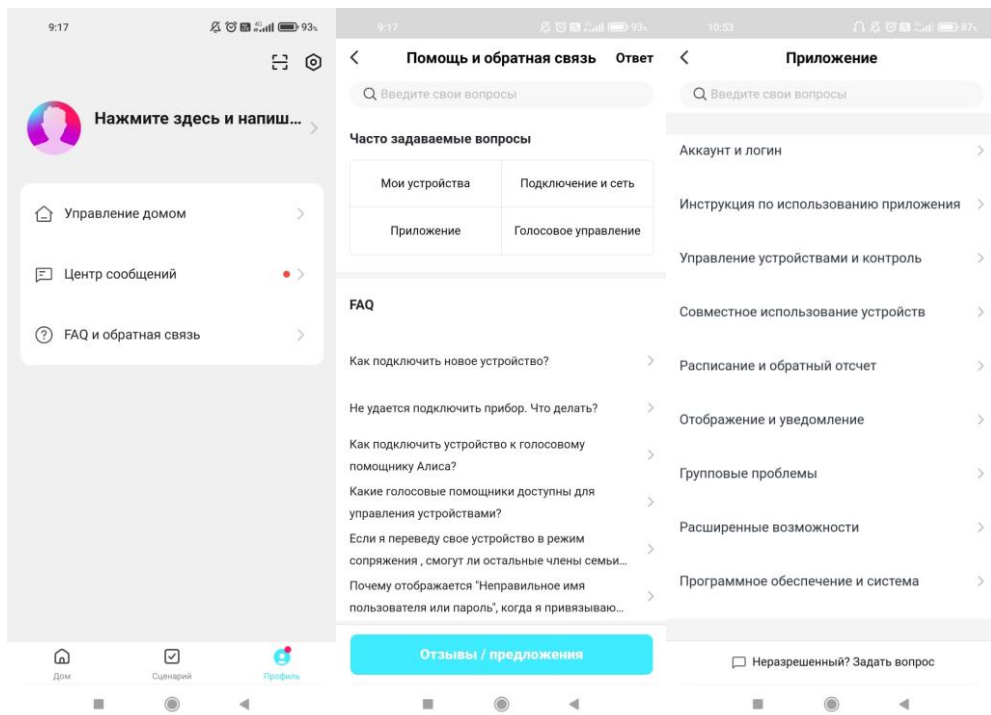 9:17
4G
93%
Нажмите здесь и напиш...
Управление домом
Центр сообщений
FAQ и обратная связь
Дом
Сценарий
Профиль
9:17
93%
Помощь и обратная связь
Ответ
Введите свои вопросы
Часто задаваемые вопросы
Мои устройства
Подключение и сеть
Приложение
Голосовое управление
FAQ
Как подключить новое устройство?
Не удается подключить прибор. Что делать?
Как подключить устройство к голосовому
помощнику Алиса?
Какие голосовые помощники доступны для
управления устройствами?
Если я переведу свое устройство в режим
сопряжения , смогут ли остальные члены семьи...
Почему отображается "Неправильное имя
пользователя или пароль", когда я привязываю...
Отзывы / предложения
10:53
87%
Приложение
Введите свои вопросы
Аккаунт и логин
Инструкция по использованию приложения
Управление устройствами и контроль
Совместное использование устройств
Расписание и обратный отсчет
Отображение и уведомление
Групповые проблемы
Расширенные возможности
Программное обеспечение и система
Неразрешенный? Задать вопрос